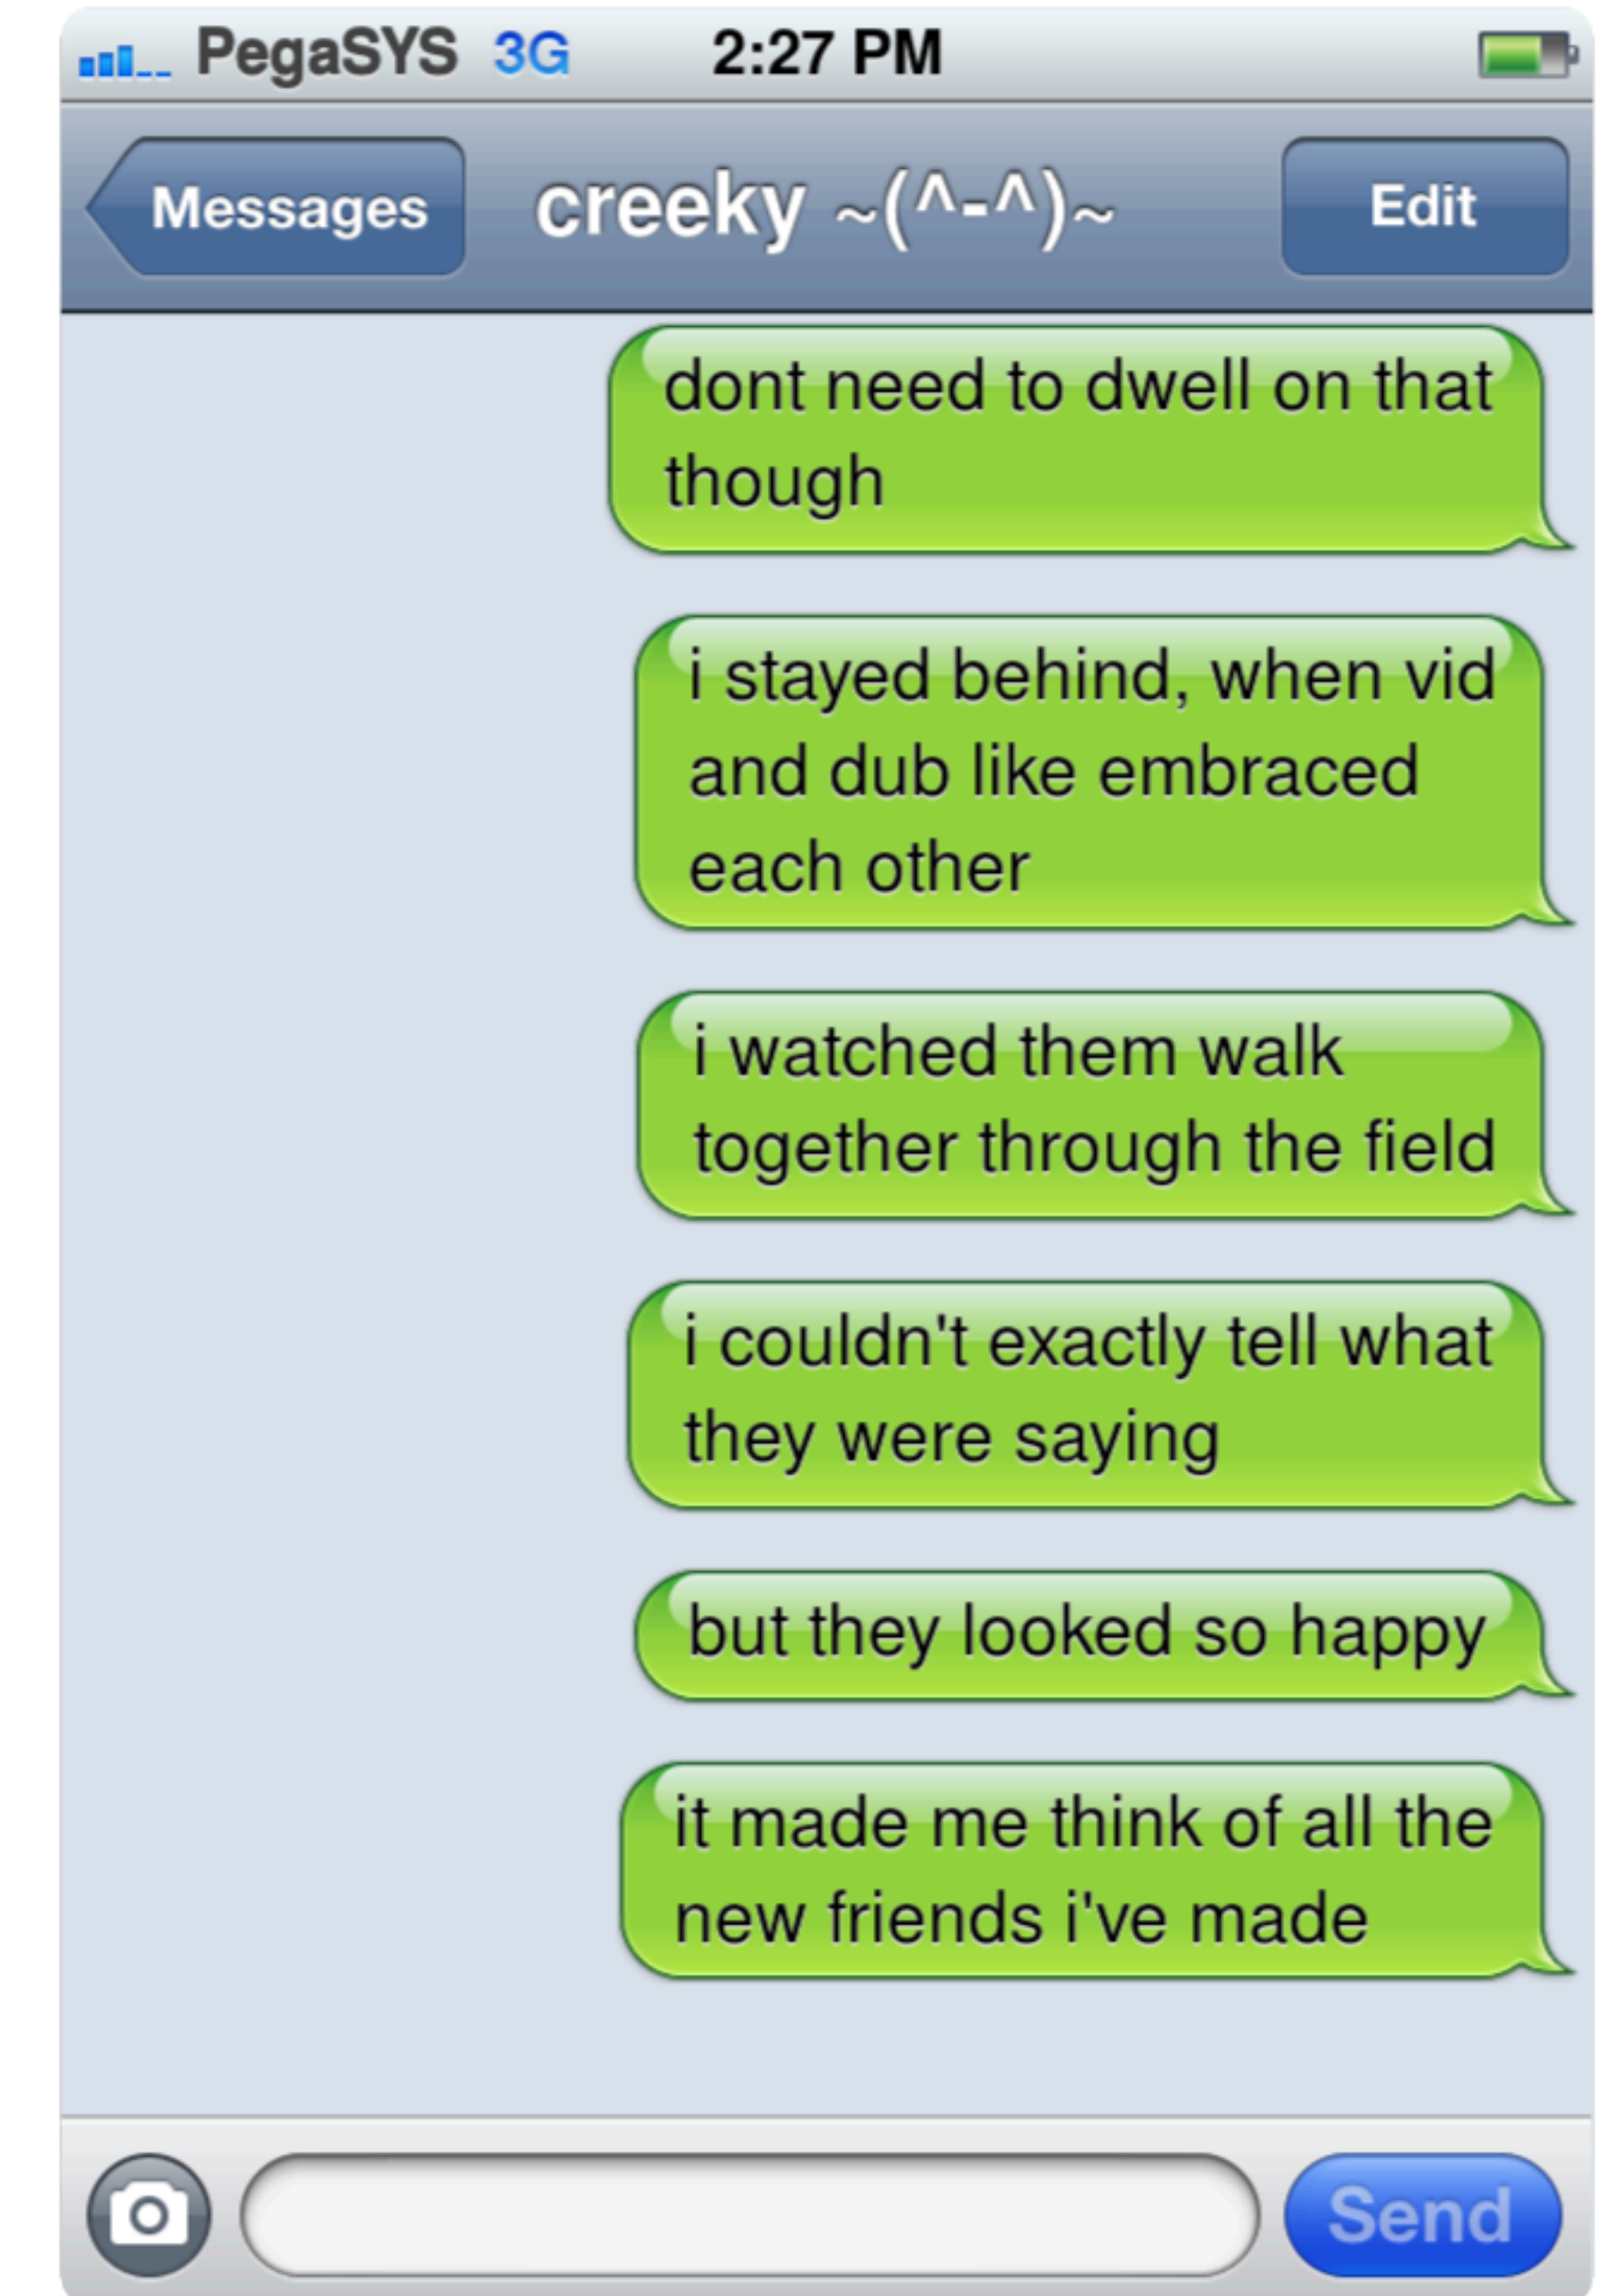 PegaSYS 3G 2:27 PM
Messages creeky ~(^-^)~ Edit
dont need to dwell on that
though
i stayed behind, when vid
and dub like embraced
each other
i watched them walk
together through the field
i couldn't exactly tell what
they were saying
but they looked so happy
it made me think of all the
new friends i've made
Send